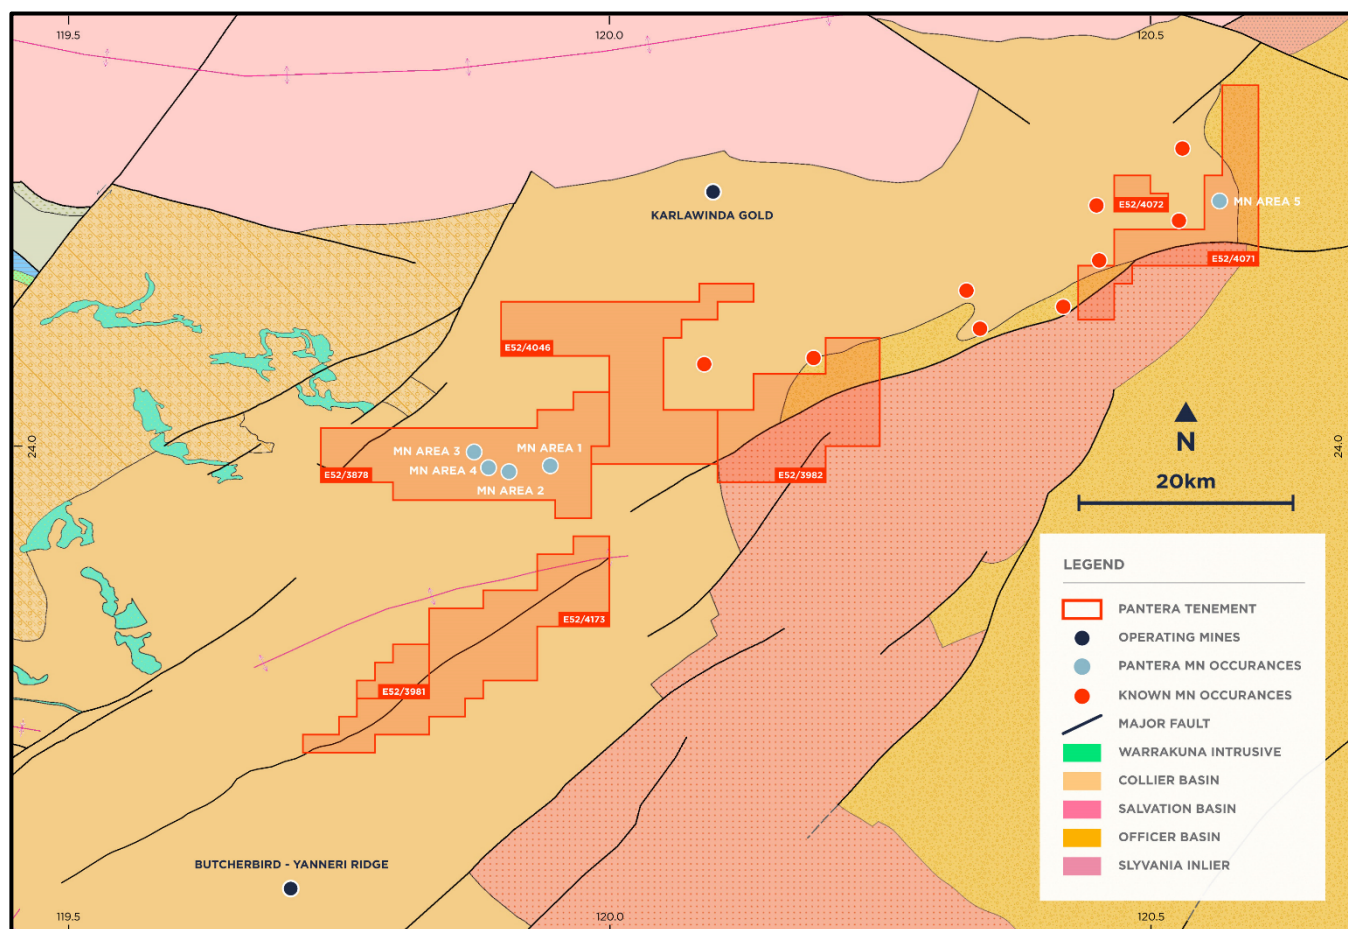 119.5
120.0
120.5
KARLAWINDA GOLD
E52/4072
MN AREA 5
E52/4071
E52/4046
24.0
24.0
MN AREA 3
MN AREA 1
MN AREA 4
E52/3878
MN AREA 2
E52/3982
N
20km
E52/4173
E52/3981
BUTCHERBIRD - YANNERI RIDGE
LEGEND
PANTERA TENEMENT
OPERATING MINES
PANTERA MN OCCURANCES
KNOWN MN OCCURANCES
MAJOR FAULT
WARRAKUNA INTRUSIVE
COLLIER BASIN
SALVATION BASIN
OFFICER BASIN
SLYVANIA INLIER
119.5
120.0
120.5